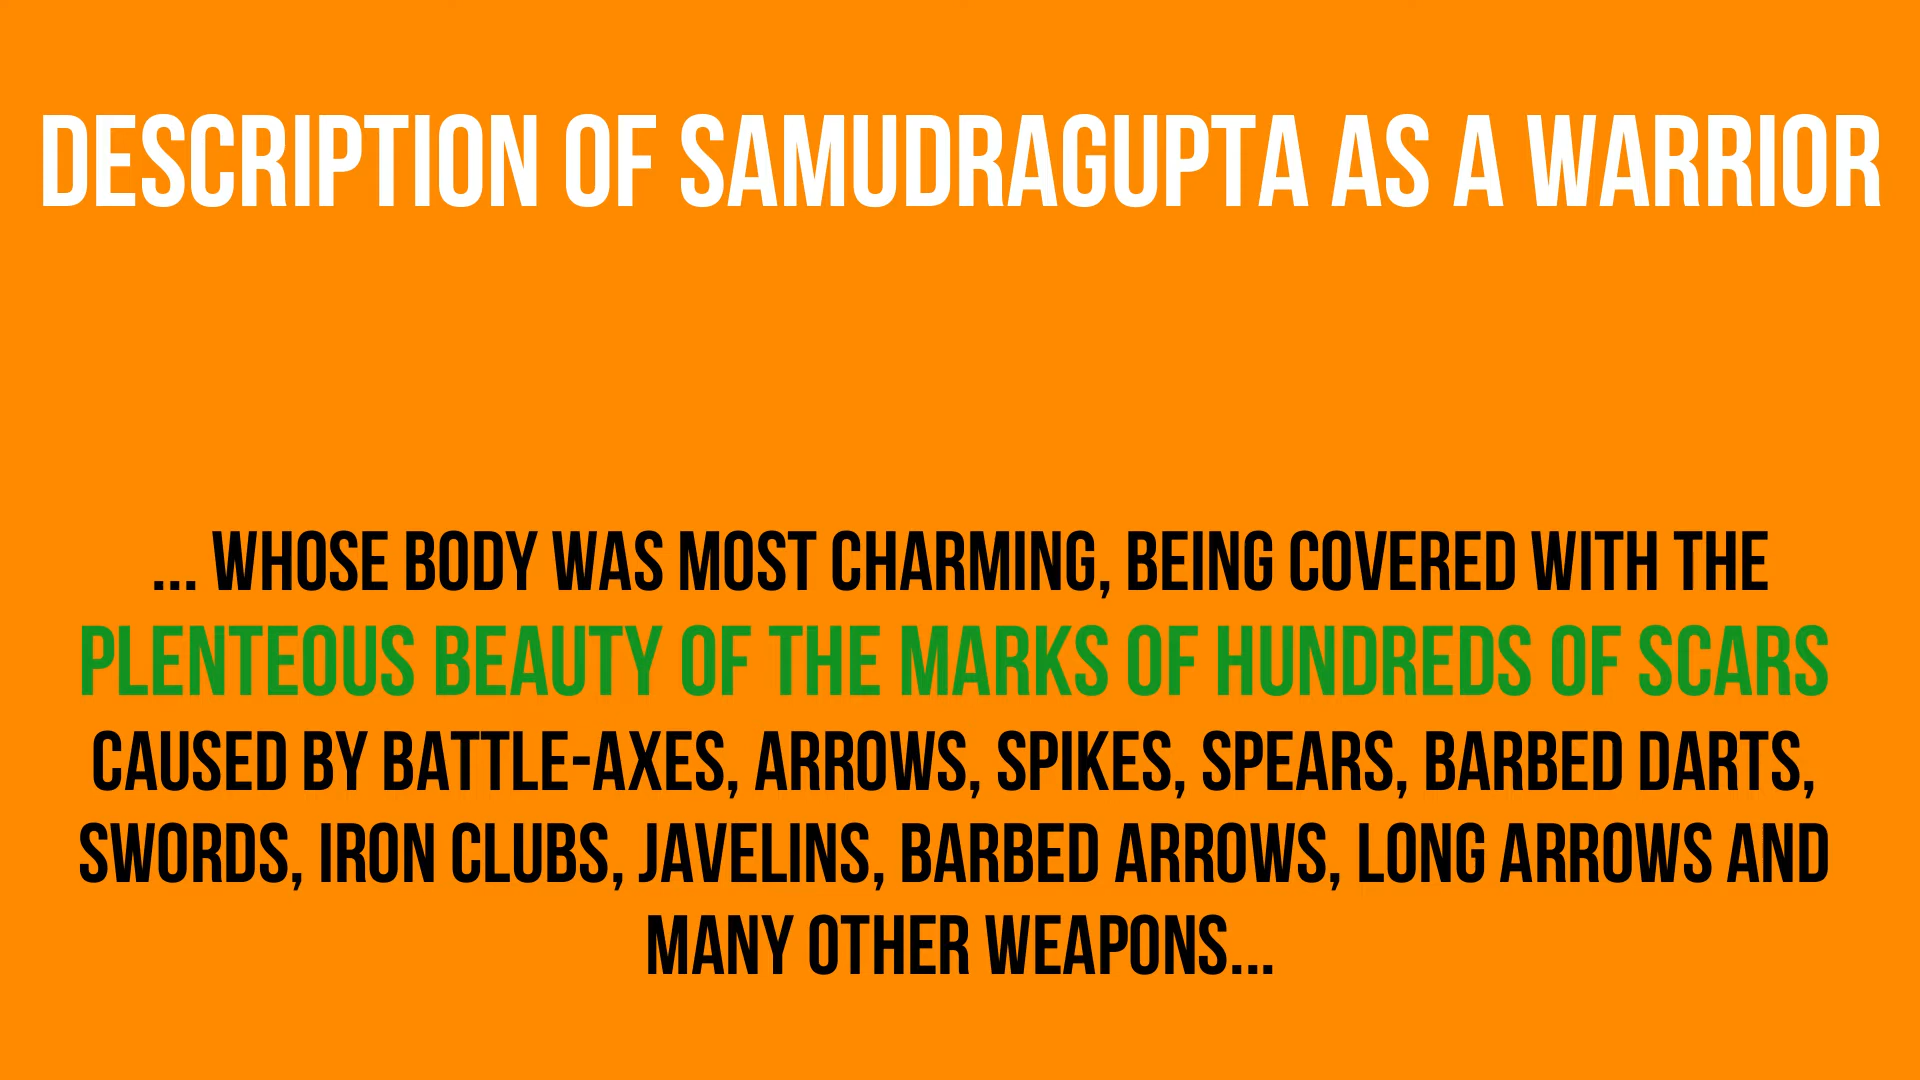 DESCRIPTION OF SAMUDRAGUPTA AS A WARRIOR
... WHOSE BODY WAS MOST CHARMING, BEING COVERED WITH THE
PLENTEOUS BEAUTY OF THE MARKS OF HUNDREDS OF SCARS
CAUSED BY BATTLE-AXES, ARROWS, SPIKES, SPEARS, BARBED DARTS,
SWORDS, IRON CLUBS, JAVELINS, BARBED ARROWS, LONG ARROWS AND
MANY OTHER WEAPONS...